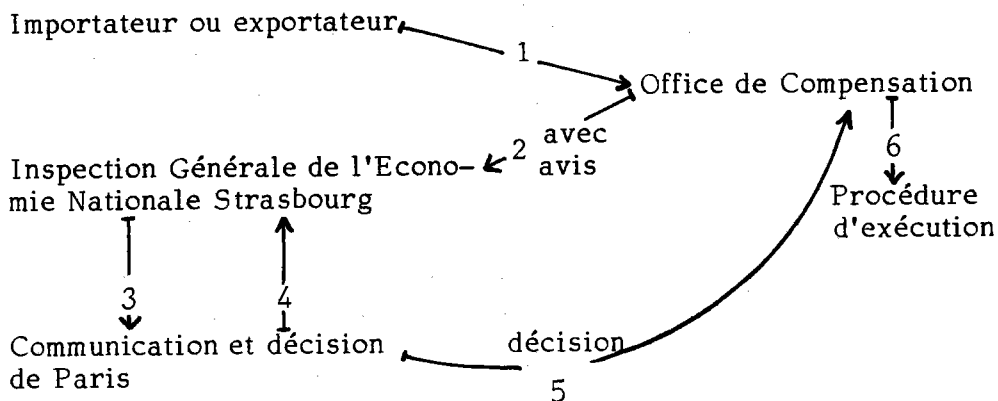 Importateur ou exportateur
1
Office de Compensation
2 avec
avis
6
Inspection Générale de l'Econo-
mie Nationale Strasbourg
Procédure
d'exécution
3
4
Communication et décision
de Paris
décision
5